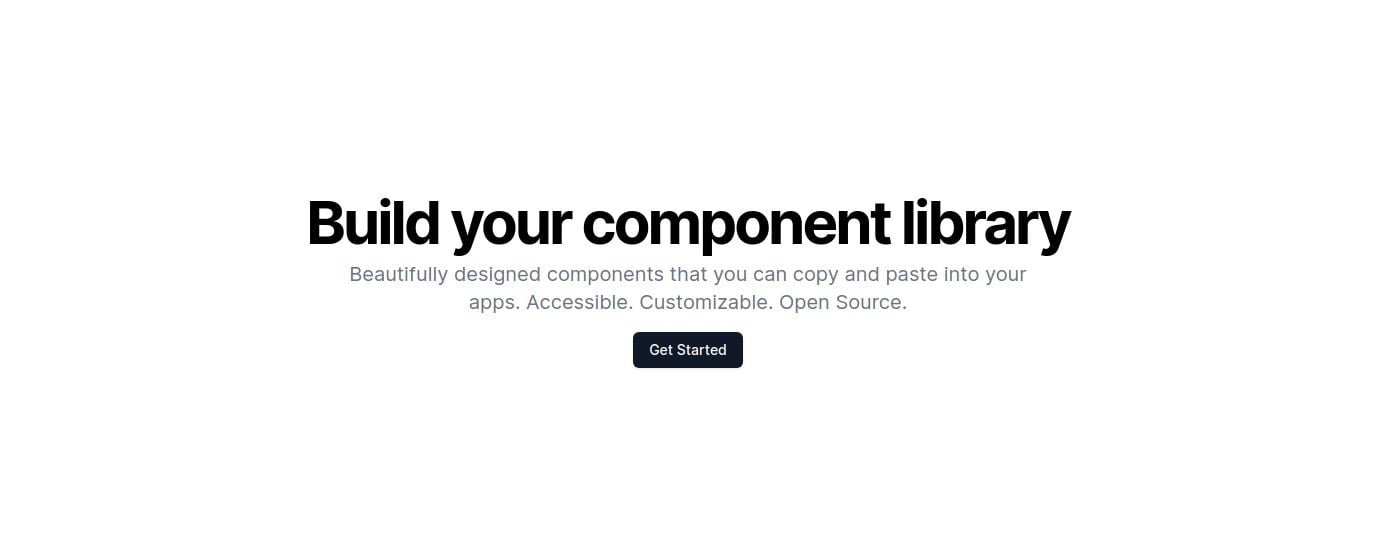 Build your component library
Beautifully designed components that you can copy and paste into your
apps. Accessible. Customizable. Open Source.
Get Started